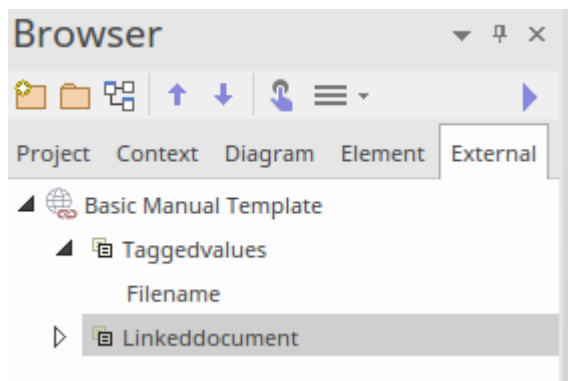 Browser
Project Context Diagram Element External
Basic Manual Template
Taggedvalues
Filename
Linkeddocument